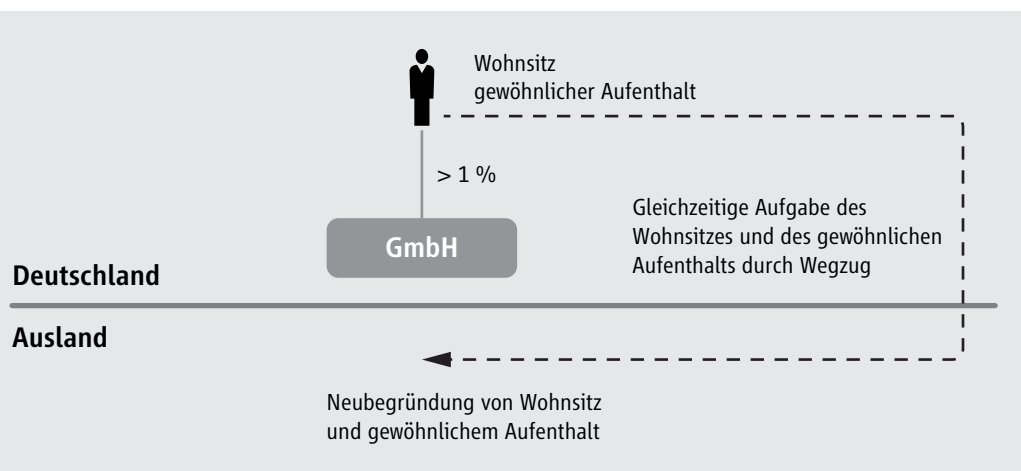 Wohnsitz
gewöhnlicher Aufenthalt
> 1 %
Gleichzeitige Aufgabe des
Wohnsitzes und des gewöhnlichen
Aufenthalts durch Wegzug
GmbH
Deutschland
Ausland
Neubegründung von Wohnsitz
und gewöhnlichem Aufenthalt